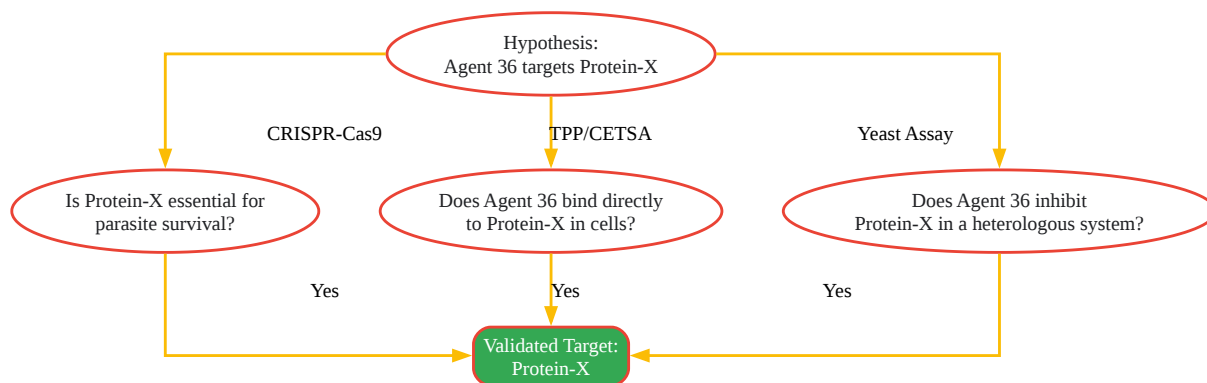 Hypothesis:
Agent 36 targets Protein-X
CRISPR-Cas9
TPP/CETSA
Yeast Assay
Is Protein-X essential for
parasite survival?
Does Agent 36 bind directly
to Protein-X in cells?
Does Agent 36 inhibit
Protein-X in a heterologous system?
Yes
Yes
Yes
Validated Target:
Protein-X